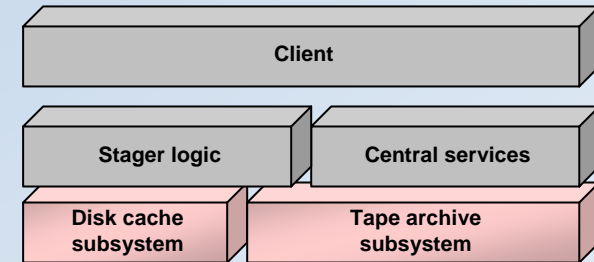 Client
Stager logic
Central services
Disk cache
subsystem
Tape archive
subsystem